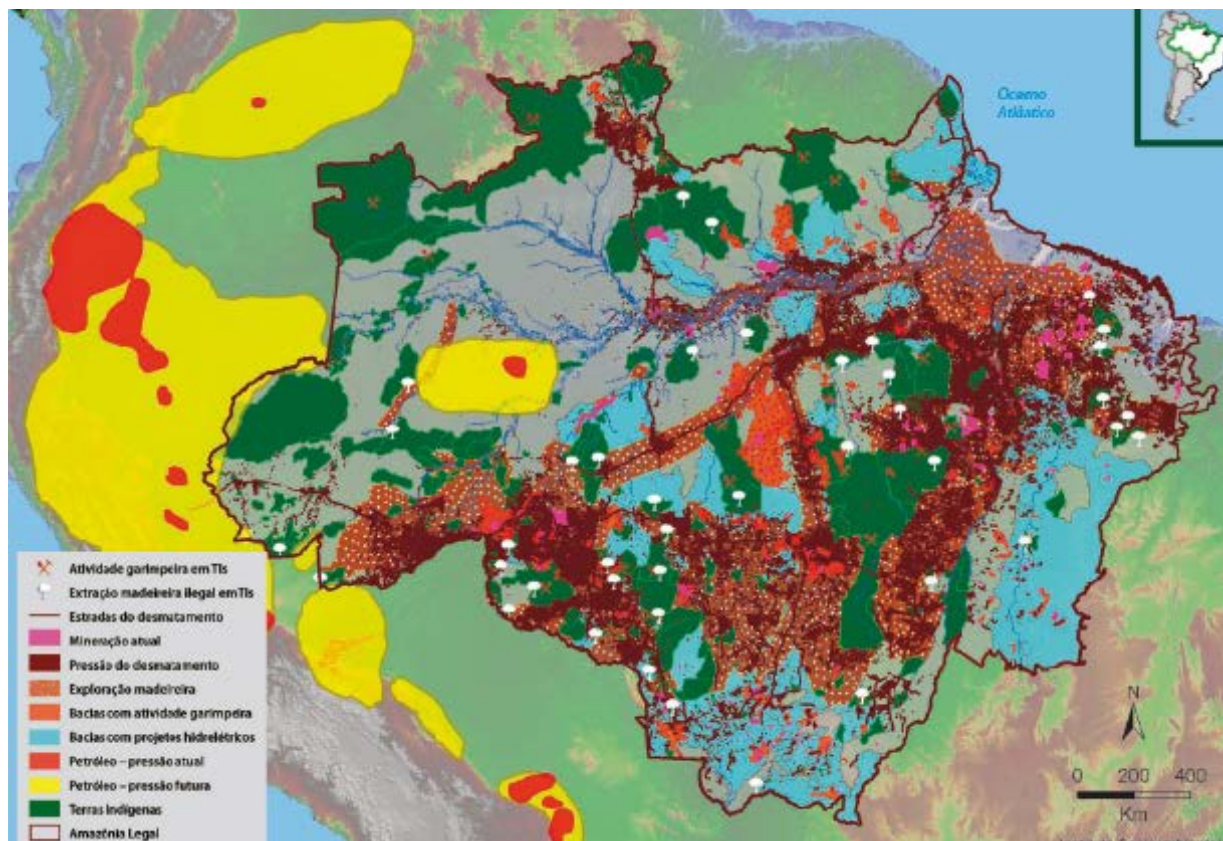 Oceano
Atlântico
Atividade garimpeira em TIs
Extração madeireira ilegal em TIs
Estradas do desmatamento
Mineração atual
Pressão do desmatamento
Exploração madeireira
Bacias com atividade garimpeira
Bacias com projetos hidrelétricos
Petróleo – pressão atual
Petróleo – pressão futura
Terras Indígenas
Amazônia Legal
N
0 200 400
Km